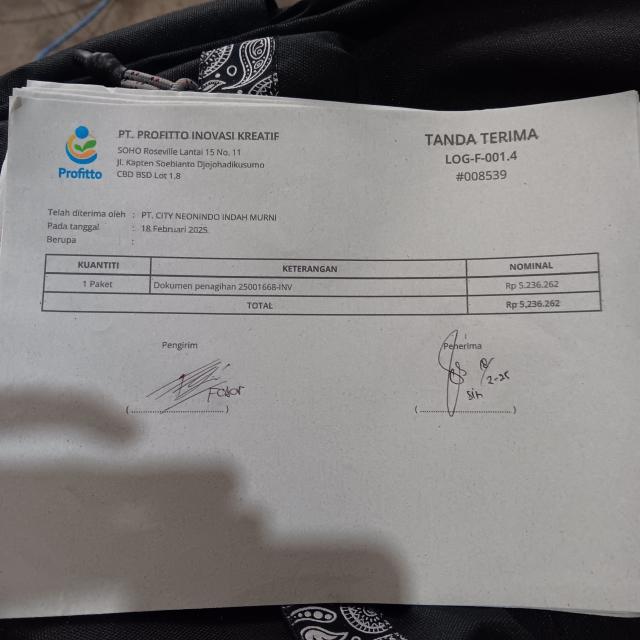 PT. PROFITTO INOVASI KREATIF
SOHO Roseville Lantai 15 No. 11
Jl. Kapten Soebianto Djojohadikusumo
CBD BSD Lot 1.8
Profitto
TANDA TERIMA
LOG-F-001.4
#008539
Telah diterima oleh : PT. CITY NEONINDO INDAH MURNI
Pada tanggal : 18 Februari 2025
Berupa :
KUANTITI KETERANGAN NOMINAL
1 Paket Dokumen penagihan 25001668-INV Rp 5.236.262
TOTAL Rp 5.236.262
Pengirim Penerima
2-25
(........................) (........................)